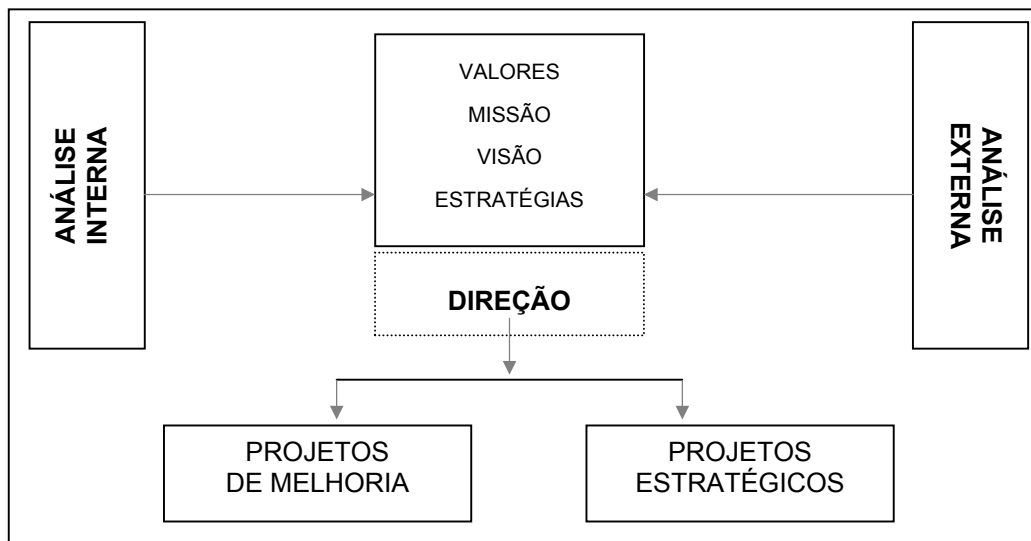 ANÁLISE
INTERNA
VALORES
MISSÃO
VISÃO
ESTRATÉGIAS
ANÁLISE
EXTERNA
DIREÇÃO
PROJETOS
DE MELHORIA
PROJETOS
ESTRATÉGICOS